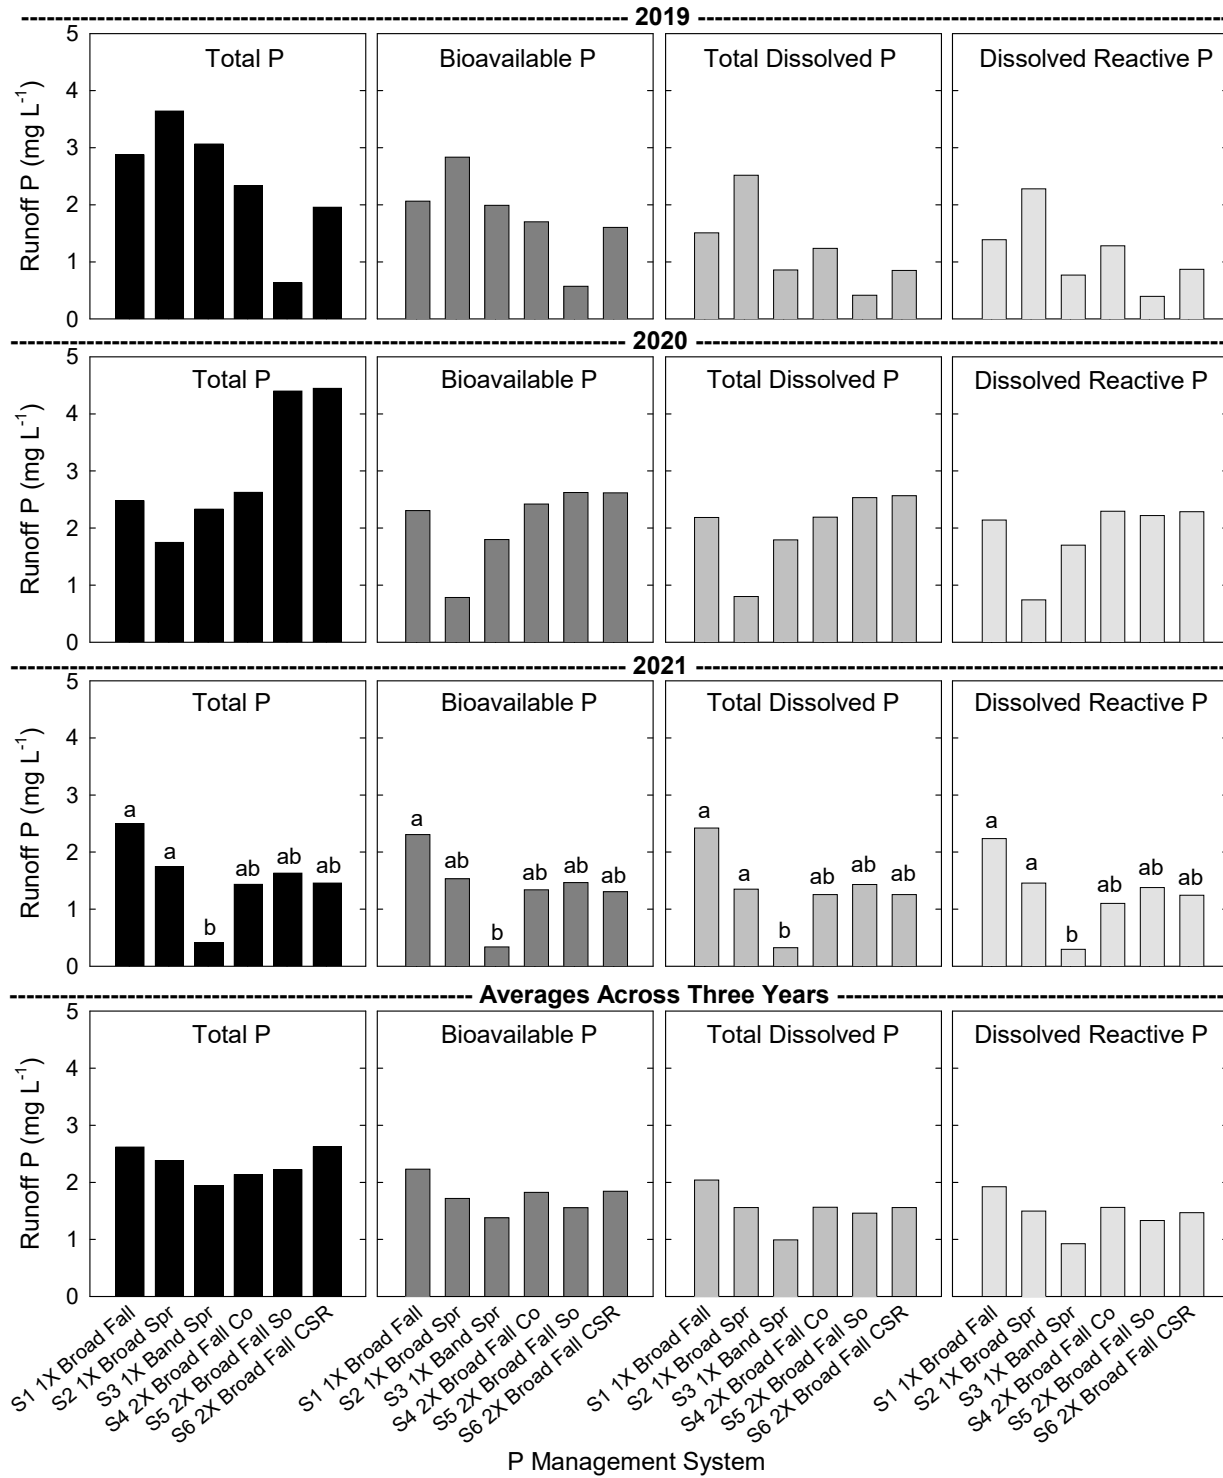 2019
Total P Bioavailable P Total Dissolved P Dissolved Reactive P
5
4
3
2
1
0
Runoff P (mg L-1)
2020
Total P Bioavailable P Total Dissolved P Dissolved Reactive P
5
4
3
2
1
0
Runoff P (mg L-1)
2021
Total P Bioavailable P Total Dissolved P Dissolved Reactive P
5
4
3
2
1
0
Runoff P (mg L-1)
a a b ab ab ab
a ab b ab ab ab
a a b ab ab ab
a a b ab ab ab
Averages Across Three Years
Total P Bioavailable P Total Dissolved P Dissolved Reactive P
5
4
3
2
1
0
Runoff P (mg L-1)
S1 1X Broad Fall
S2 1X Broad Spr
S3 1X Band Spr
S4 2X Broad Fall Co
S5 2X Broad Fall So
S6 2X Broad Fall CSR
S1 1X Broad Fall
S2 1X Broad Spr
S3 1X Band Spr
S4 2X Broad Fall Co
S5 2X Broad Fall So
S6 2X Broad Fall CSR
S1 1X Broad Fall
S2 1X Broad Spr
S3 1X Band Spr
S4 2X Broad Fall Co
S5 2X Broad Fall So
S6 2X Broad Fall CSR
S1 1X Broad Fall
S2 1X Broad Spr
S3 1X Band Spr
S4 2X Broad Fall Co
S5 2X Broad Fall So
S6 2X Broad Fall CSR
P Management System